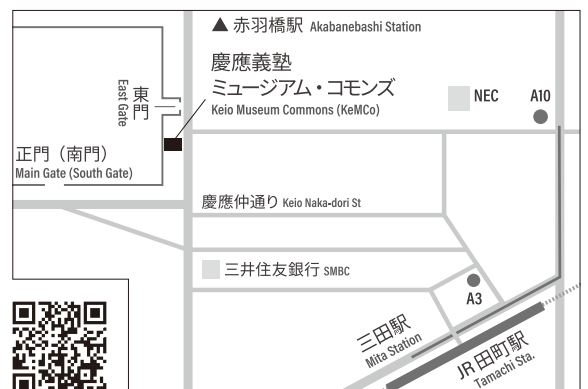 ▲ 赤羽橋駅 Akabanebashi Station
慶應義塾
ミュージアム・コモンズ
Keio Museum Commons (KeMCo)
東門
East Gate
NEC
A10
正門（南門）
Main Gate (South Gate)
慶應仲通り Keio Naka-dori St
三井住友銀行 SMBC
A3
三田駅
Mita Station
JR 田町駅
Tamachi Sta.